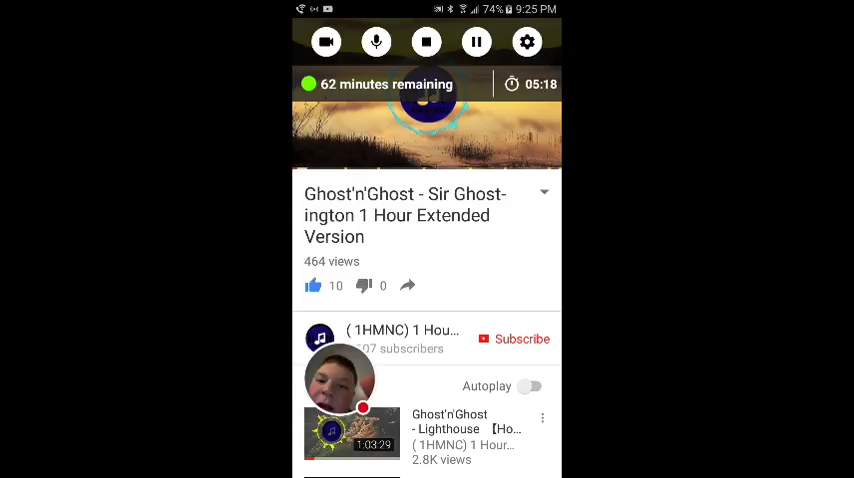 74% 9:25 PM
62 minutes remaining 05:18
Ghost'n'Ghost - Sir Ghost-
ington 1 Hour Extended
Version
464 views
10 0
( 1HMNC) 1 Hou...
607 subscribers
Subscribe
Autoplay
Ghost'n'Ghost
- Lighthouse 【Ho...
( 1HMNC) 1 Hour...
2.8K views
1:03:29